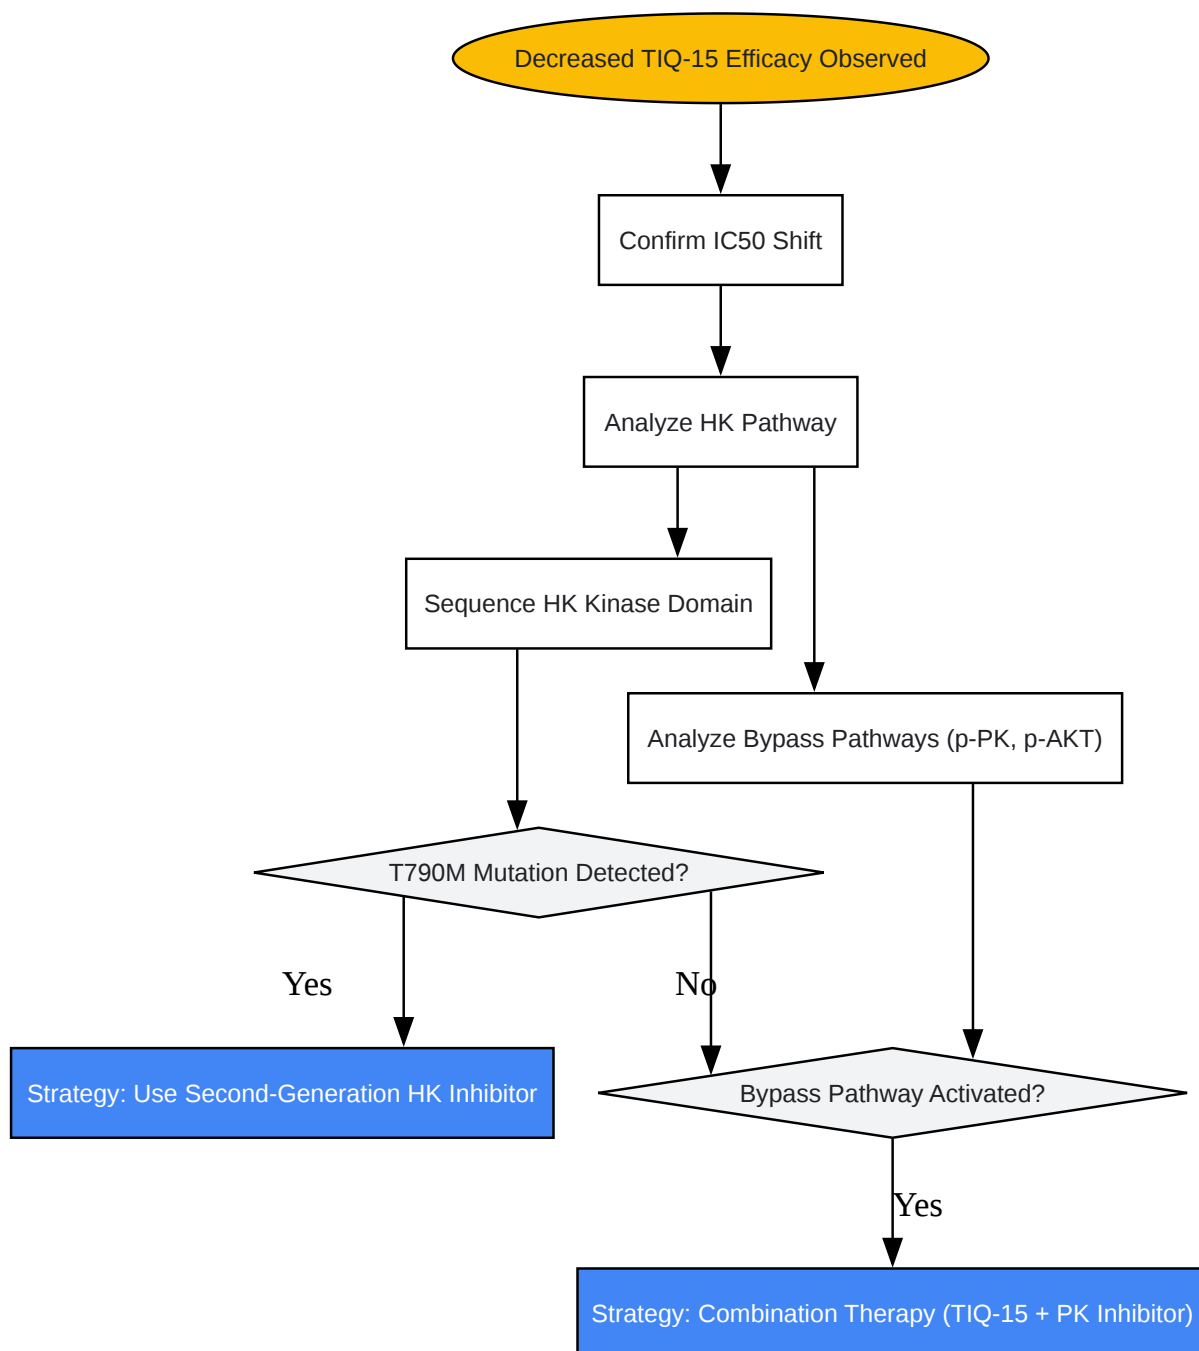 Decreased TIQ-15 Efficacy Observed
Confirm IC50 Shift
Analyze HK Pathway
Sequence HK Kinase Domain
Analyze Bypass Pathways (p-PK, p-AKT)
T790M Mutation Detected?
Yes
No
Strategy: Use Second-Generation HK Inhibitor
Bypass Pathway Activated?
Yes
Strategy: Combination Therapy (TIQ-15 + PK Inhibitor)